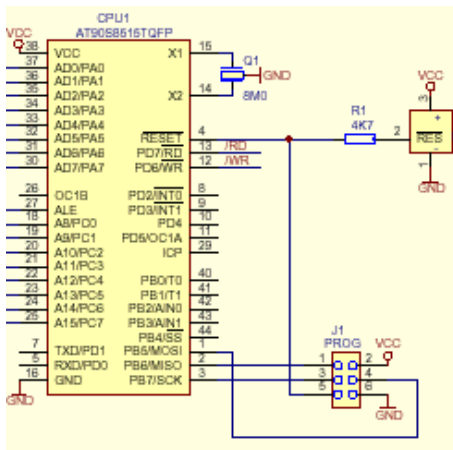 CPU1
AT90S8515TQFP
VCC
38 VCC X1 15
37 AD0/PA0
36 AD1/PA1
35 AD2/PA2 X2 14
34 AD3/PA3
33 AD4/PA4
32 AD5/PA5 RESET 4
31 AD6/PA6 PD7/RD 13 /RD
30 AD7/PA7 PD6/WR 12 /WR
26 OC1B PD2/INT0 8
27 ALE PD3/INT1 9
18 A8/PC0 PD4 10
19 A9/PC1 PD5/OC1A 11
20 A10/PC2 ICP 29
21 A11/PC3
22 A12/PC4 PB0/T0 40
23 A13/PC5 PB1/T1 41
24 A14/PC6 PB2/AIN0 42
25 A15/PC7 PB3/AIN1 43
PB4/SS 44
7 TXD/PD1 PB5/MOSI 1
5 RXD/PD0 PB6/MISO 2
16 GND PB7/SCK 3
GND
Q1
GND
8M0
R1
4K7
VCC
3
+
2 RES
-
1
GND
J1
PROG
VCC
1 2
3 4
5 6
GND